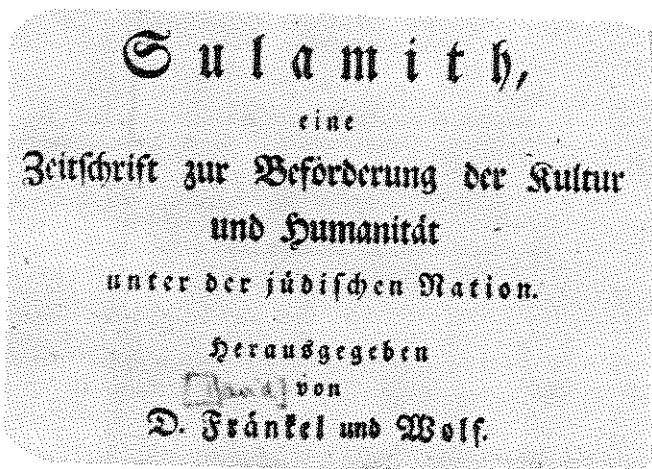 Sulamith,
eine
Zeitschrift zur Beförderung der Kultur
und Humanität
unter der jüdischen Nation.
Herausgegeben
von
D. Fränkel und Wolf.